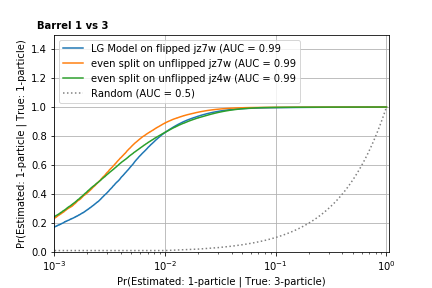 Barrel 1 vs 3
LG Model on flipped jz7w (AUC = 0.99
even split on unflipped jz7w (AUC = 0.99
even split on unflipped jz4w (AUC = 0.99
Random (AUC = 0.5)
Pr(Estimated: 1-particle | True: 1-particle)
1.4
1.2
1.0
0.8
0.6
0.4
0.2
0.0
10⁻³ 10⁻² 10⁻¹ 10⁰
Pr(Estimated: 1-particle | True: 3-particle)